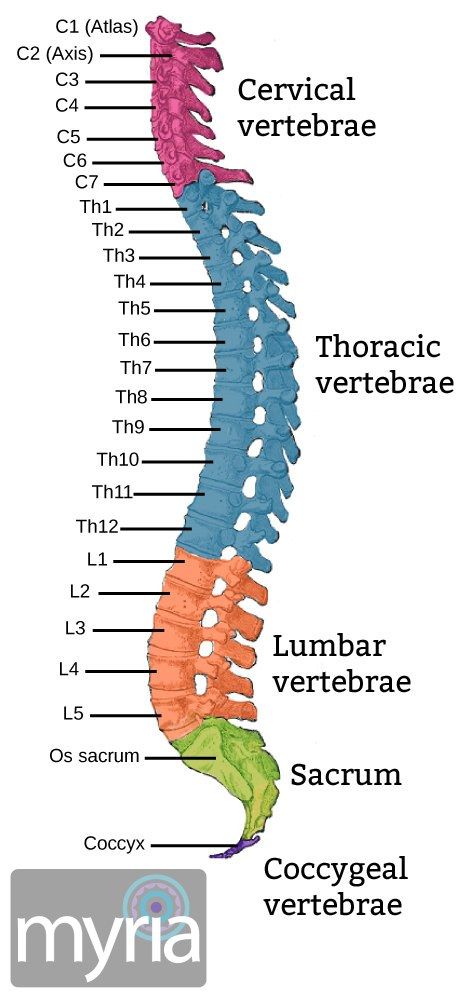 C1 (Atlas)
C2 (Axis)
C3
C4
C5
C6
C7
Cervical
vertebrae
Th1
Th2
Th3
Th4
Th5
Th6
Th7
Th8
Th9
Th10
Th11
Th12
Thoracic
vertebrae
L1
L2
L3
L4
L5
Lumbar
vertebrae
Os sacrum
Sacrum
Coccyx
Coccygeal
vertebrae
myria